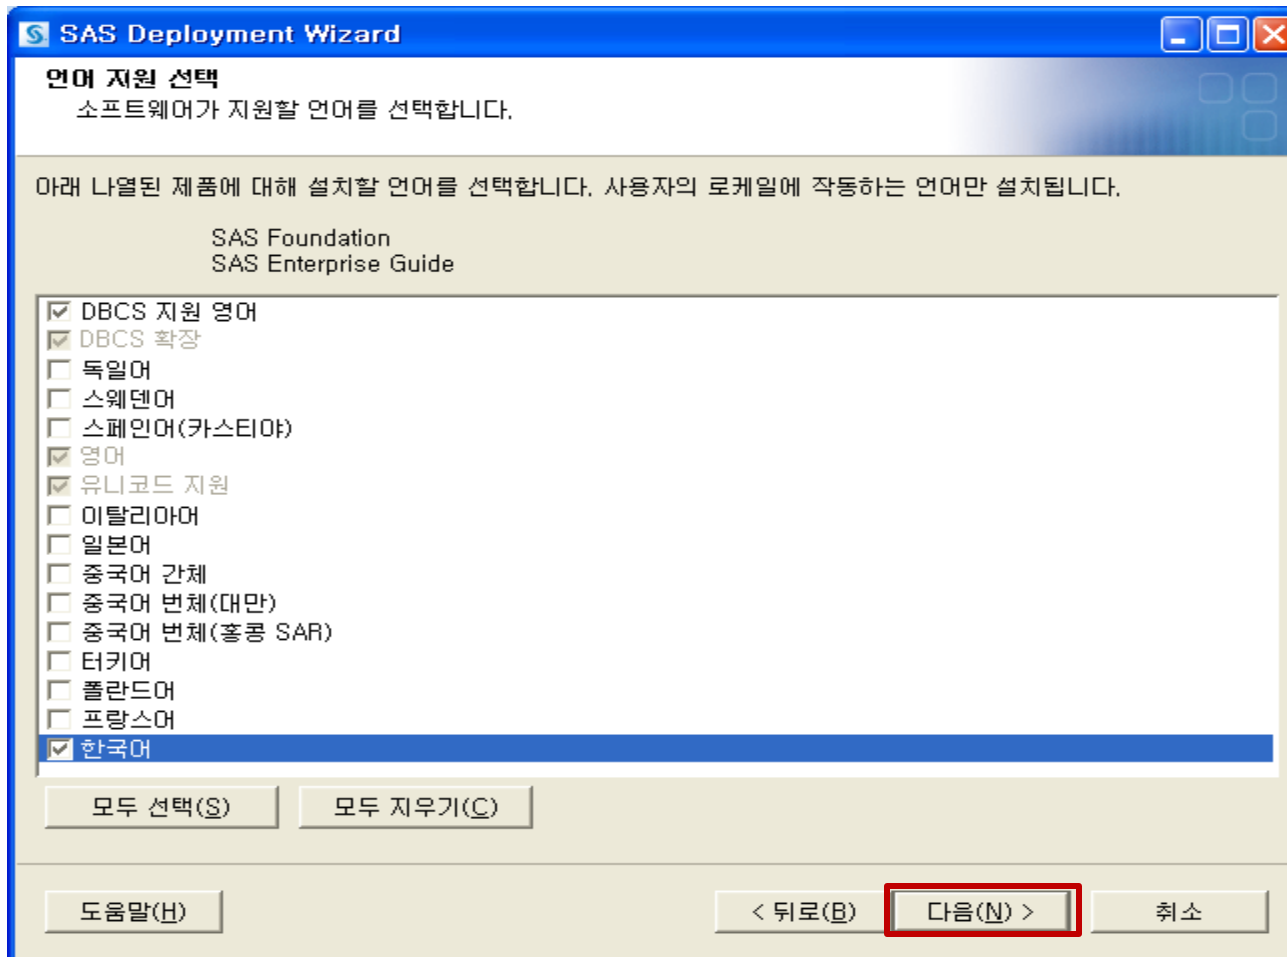 SAS Deployment Wizard
언어 지원 선택
소프트웨어가 지원할 언어를 선택합니다.
아래 나열된 제품에 대해 설치할 언어를 선택합니다. 사용자의 로케일에 작동하는 언어만 설치됩니다.
SAS Foundation
SAS Enterprise Guide
DBCS 지원 영어
DBCS 확장
독일어
스웨덴어
스페인어(카스티야)
영어
유니코드 지원
이탈리아어
일본어
중국어 간체
중국어 번체(대만)
중국어 번체(홍콩 SAR)
터키어
폴란드어
프랑스어
한국어
모두 선택(S) 모두 지우기(C)
도움말(H) < 뒤로(B) 다음(N) > 취소